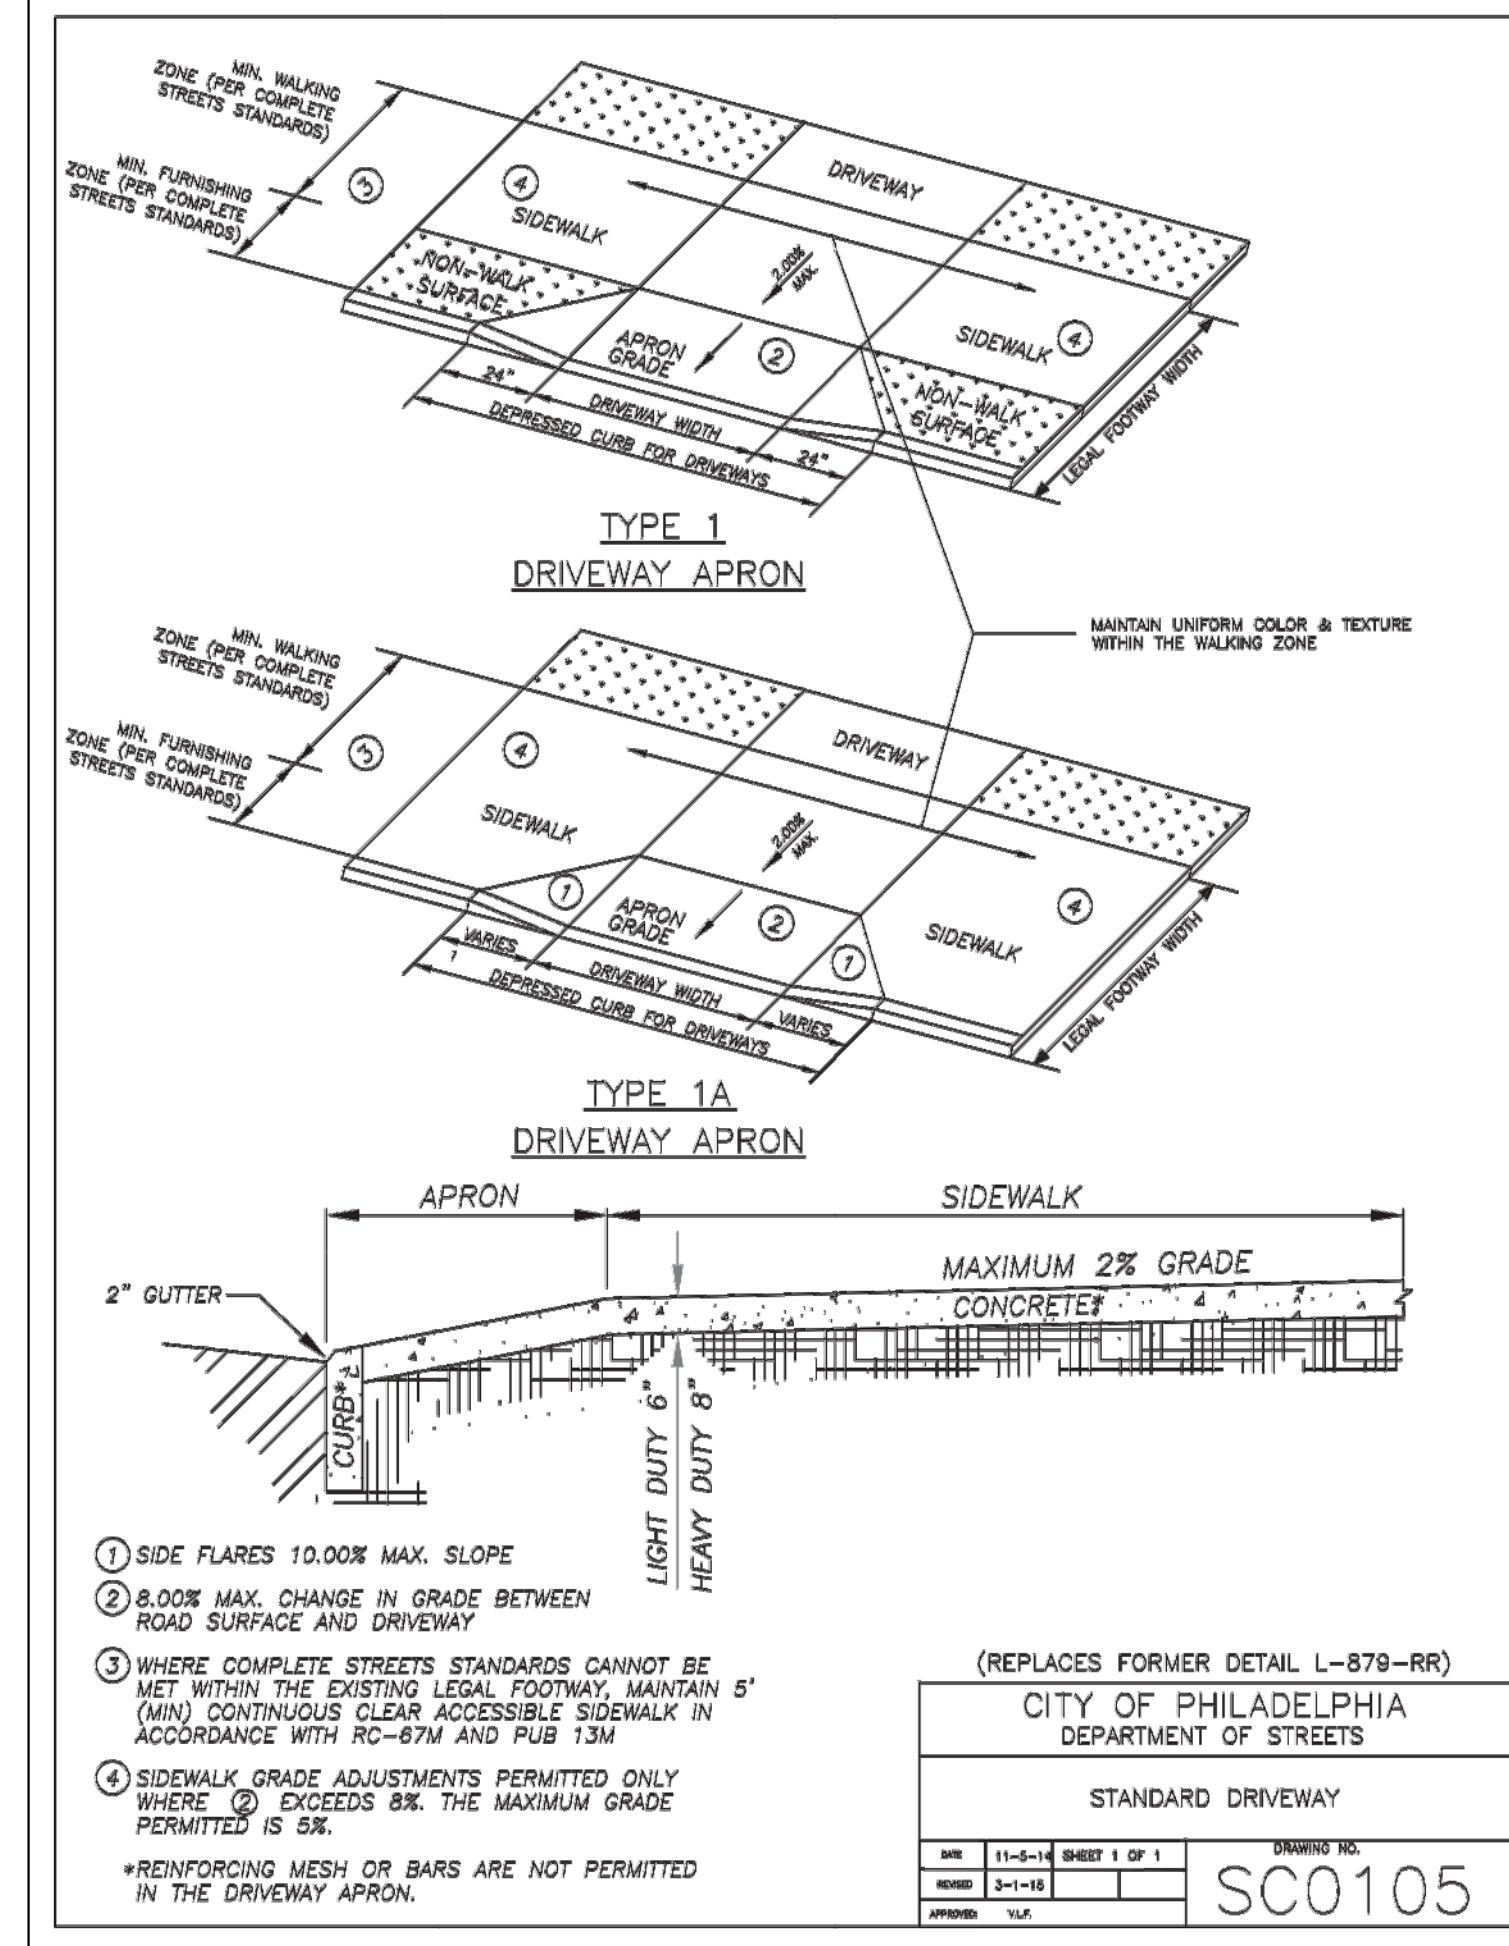 MIN. WALKING
ZONE (PER COMPLETE
STREETS STANDARDS)
MIN. FURNISHING
ZONE (PER COMPLETE
STREETS STANDARDS)
3
4
SIDEWALK
NON-WALK
SURFACE
DRIVEWAY
2.00%
MAX.
APRON
GRADE
2
SIDEWALK
4
NON-WALK
SURFACE
LEGAL FOOTWAY WIDTH
24"
DRIVEWAY WIDTH
24"
DEPRESSED CURB FOR DRIVEWAYS
TYPE 1
DRIVEWAY APRON
MAINTAIN UNIFORM COLOR & TEXTURE
WITHIN THE WALKING ZONE
MIN. WALKING
ZONE (PER COMPLETE
STREETS STANDARDS)
MIN. FURNISHING
ZONE (PER COMPLETE
STREETS STANDARDS)
3
4
SIDEWALK
DRIVEWAY
2.00%
MAX.
1
APRON
GRADE
2
1
SIDEWALK
4
LEGAL FOOTWAY WIDTH
VARIES
1
DRIVEWAY WIDTH
VARIES
DEPRESSED CURB FOR DRIVEWAYS
TYPE 1A
DRIVEWAY APRON
APRON
SIDEWALK
2" GUTTER
MAXIMUM 2% GRADE
CONCRETE*
CURB*
LIGHT DUTY 6"
HEAVY DUTY 8"
1 SIDE FLARES 10.00% MAX. SLOPE
2 8.00% MAX. CHANGE IN GRADE BETWEEN
ROAD SURFACE AND DRIVEWAY
3 WHERE COMPLETE STREETS STANDARDS CANNOT BE
MET WITHIN THE EXISTING LEGAL FOOTWAY, MAINTAIN 5'
(MIN) CONTINUOUS CLEAR ACCESSIBLE SIDEWALK IN
ACCORDANCE WITH RC-67M AND PUB 13M
4 SIDEWALK GRADE ADJUSTMENTS PERMITTED ONLY
WHERE 2 EXCEEDS 8%. THE MAXIMUM GRADE
PERMITTED IS 5%.
*REINFORCING MESH OR BARS ARE NOT PERMITTED
IN THE DRIVEWAY APRON.
(REPLACES FORMER DETAIL L-879-RR)
CITY OF PHILADELPHIA
DEPARTMENT OF STREETS
STANDARD DRIVEWAY
DATE 11-5-14 SHEET 1 OF 1
REVISED 3-1-15
APPROVED: V.L.F.
DRAWING NO.
SC0105